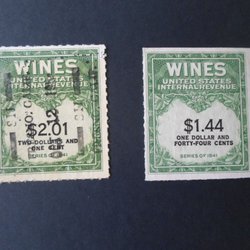 WINES
UNITED STATES
INTERNAL REVENUE
$2.01
TWO DOLLARS AND
ONE CENT
SERIES OF 1941
WINES
UNITED STATES
INTERNAL REVENUE
$1.44
ONE DOLLAR AND
FORTY-FOUR CENTS
SERIES OF 1941